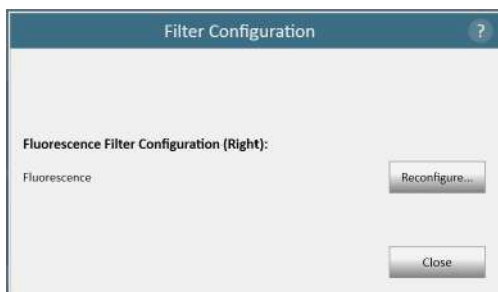 Filter Configuration ?
Fluorescence Filter Configuration (Right):
Fluorescence Reconfigure...
Close